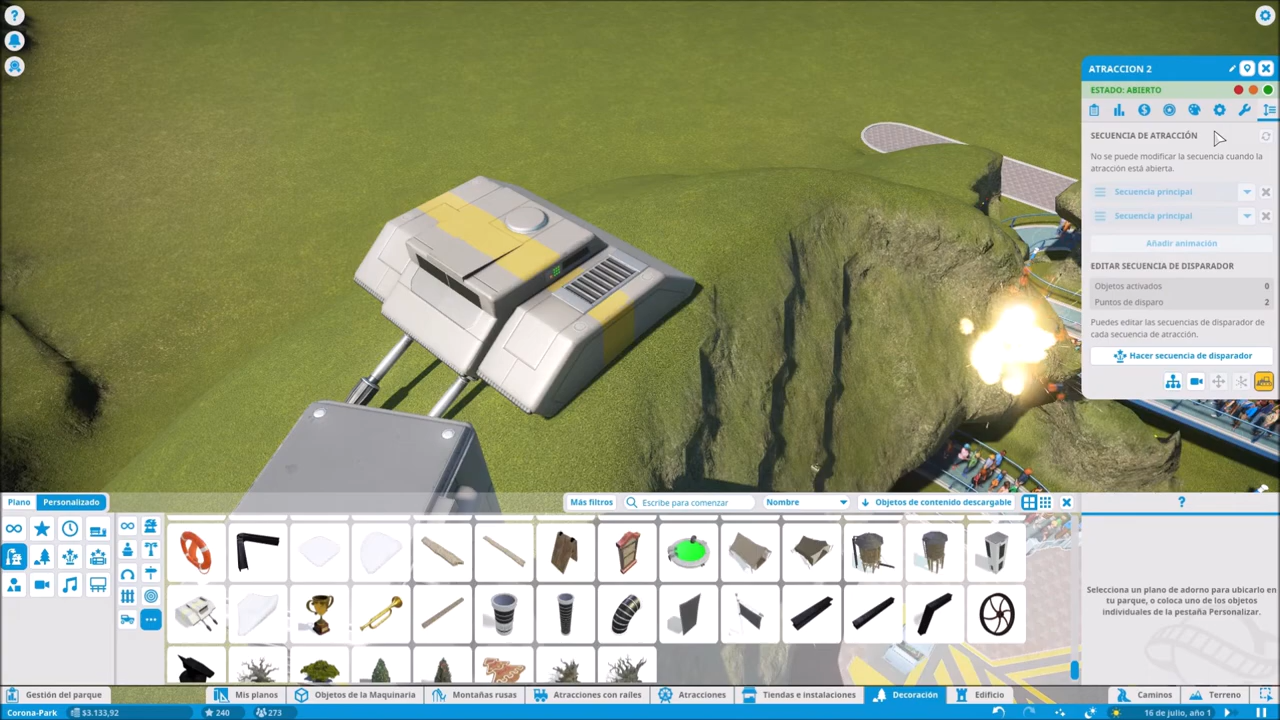 ATRACCION 2
ESTADO: ABIERTO
SECUENCIA DE ATRACCIÓN
No se puede modificar la secuencia cuando la
atracción está abierta.
Secuencia principal
Secuencia principal
Añadir animación
EDITAR SECUENCIA DE DISPARADOR
Objetos activados 0
Puntos de disparo 2
Puedes editar las secuencias de disparador de
cada secuencia de atracción.
Hacer secuencia de disparador
Plano Personalizado Más filtros Escribe para comenzar Nombre Objetos de contenido descargable ?
Selecciona un plano de adorno para ubicarlo en
tu parque, o coloca uno de los objetos
individuales de la pestaña Personalizar.
Gestión del parque Mis planos Objetos de la Maquinaria Montañas rusas Atracciones con railes Atracciones Tiendas e instalaciones Decoración Edificio Caminos Terreno
Corona-Park $3.133,92 240 273 16 de julio, año 1